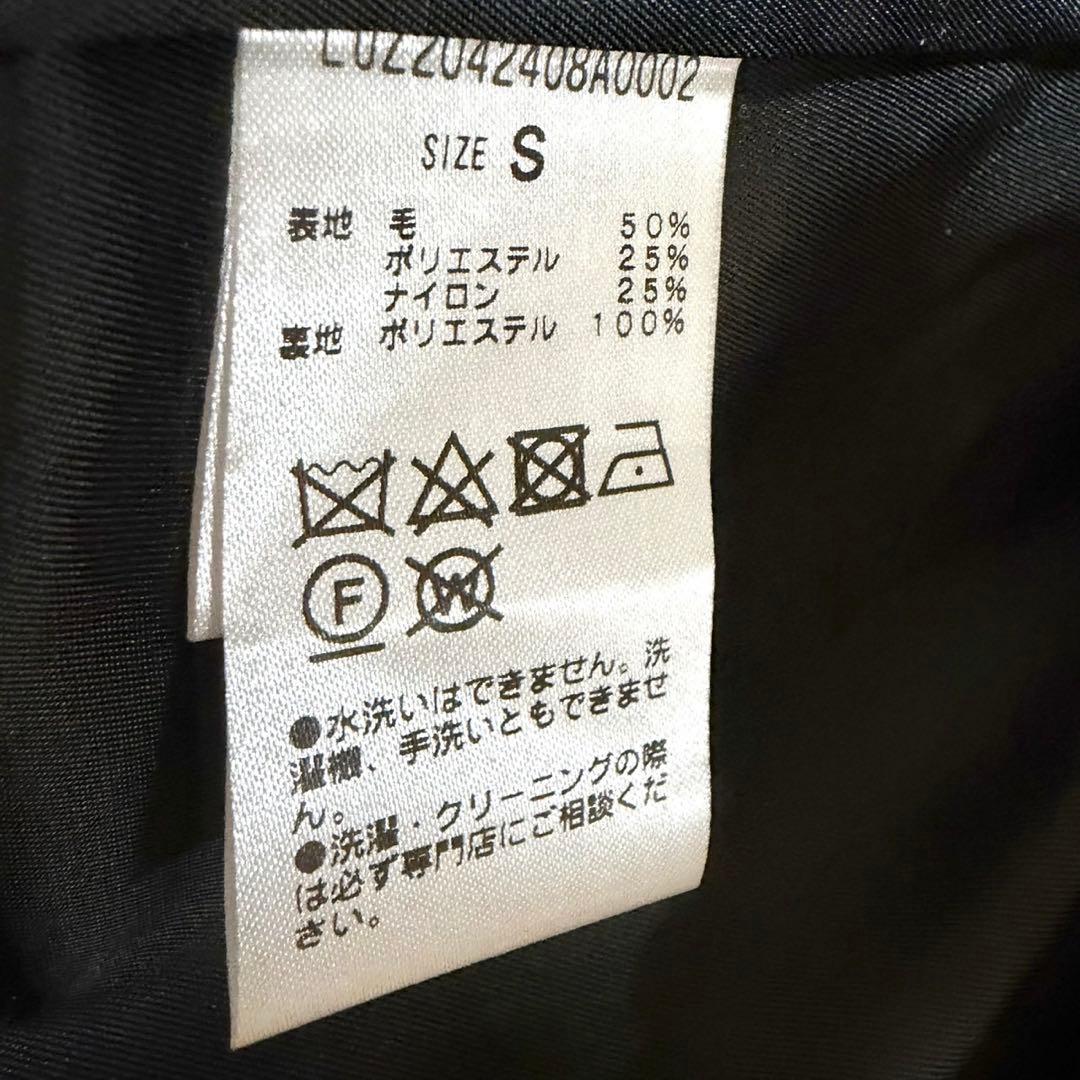 L022042408A0002
SIZE S
表地 毛 50%
ポリエステル 25%
ナイロン 25%
裏地 ポリエステル 100%
F W
●水洗いはできません。洗
濯機、手洗いともできませ
ん。
●洗濯・クリーニングの際
は必ず専門店にご相談くだ
さい。